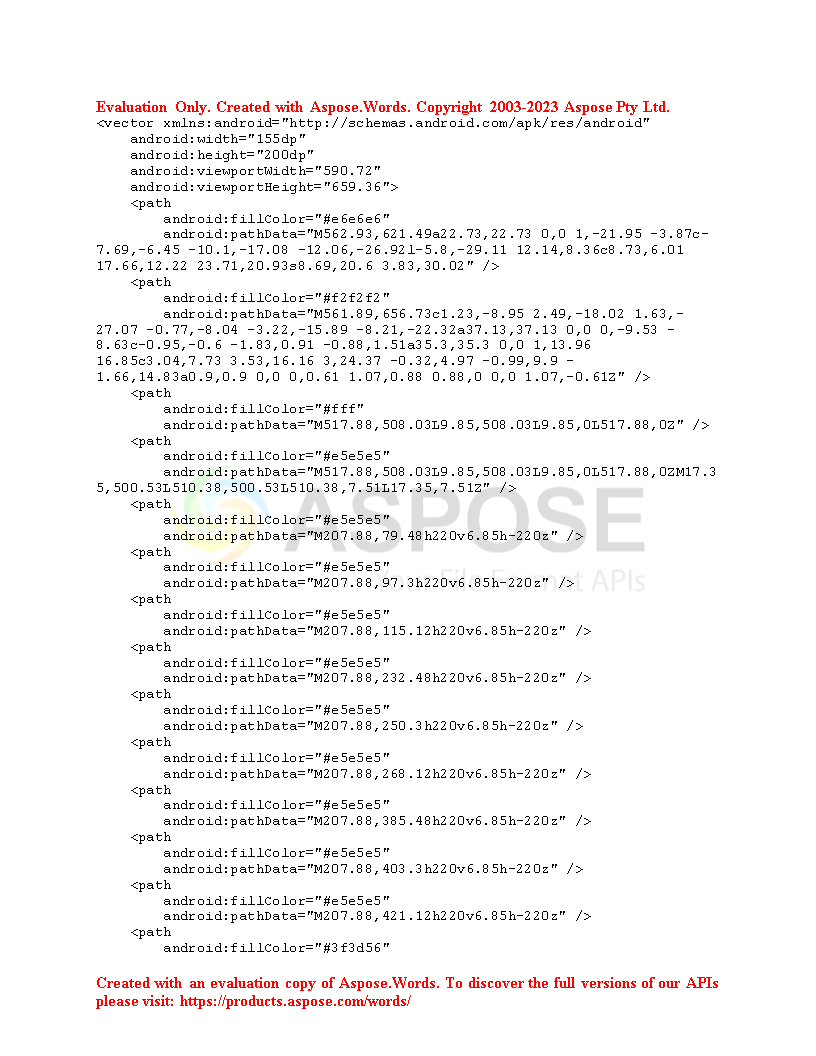 Evaluation Only. Created with Aspose.Words. Copyright 2003-2023 Aspose Pty Ltd.
<vector xmlns:android="http://schemas.android.com/apk/res/android"
    android:width="155dp"
    android:height="200dp"
    android:viewportWidth="590.72"
    android:viewportHeight="659.36">
    <path
        android:fillColor="#e6e6e6"
        android:pathData="M562.93,621.49a22.73,22.73 0,0 1,-21.95 -3.87c-
7.69,-6.45 -10.1,-17.08 -12.06,-26.92l-5.8,-29.11 12.14,8.36c8.73,6.01
17.66,12.22 23.71,20.93s8.69,20.6 3.83,30.02" />
    <path
        android:fillColor="#f2f2f2"
        android:pathData="M561.89,656.73c1.23,-8.95 2.49,-18.02 1.63,-
27.07 -0.77,-8.04 -3.22,-15.89 -8.21,-22.32a37.13,37.13 0,0 0,-9.53 -
8.63c-0.95,-0.6 -1.83,0.91 -0.88,1.51a35.3,35.3 0,0 1,13.96
16.85c3.04,7.73 3.53,16.16 3,24.37 -0.32,4.97 -0.99,9.9 -
1.66,14.83a0.9,0.9 0,0 0,0.61 1.07,0.88 0.88,0 0,0 1.07,-0.61Z" />
    <path
        android:fillColor="#fff"
        android:pathData="M517.88,508.03L9.85,508.03L9.85,0L517.88,0Z" />
    <path
        android:fillColor="#e5e5e5"
        android:pathData="M517.88,508.03L9.85,508.03L9.85,0L517.88,0ZM17.3
5,500.53L510.38,500.53L510.38,7.51L17.35,7.51Z" />
    <path
        android:fillColor="#e5e5e5"
        android:pathData="M207.88,79.48h220v6.85h-220z" />
    <path
        android:fillColor="#e5e5e5"
        android:pathData="M207.88,97.3h220v6.85h-220z" />
    <path
        android:fillColor="#e5e5e5"
        android:pathData="M207.88,115.12h220v6.85h-220z" />
    <path
        android:fillColor="#e5e5e5"
        android:pathData="M207.88,232.48h220v6.85h-220z" />
    <path
        android:fillColor="#e5e5e5"
        android:pathData="M207.88,250.3h220v6.85h-220z" />
    <path
        android:fillColor="#e5e5e5"
        android:pathData="M207.88,268.12h220v6.85h-220z" />
    <path
        android:fillColor="#e5e5e5"
        android:pathData="M207.88,385.48h220v6.85h-220z" />
    <path
        android:fillColor="#e5e5e5"
        android:pathData="M207.88,403.3h220v6.85h-220z" />
    <path
        android:fillColor="#e5e5e5"
        android:pathData="M207.88,421.12h220v6.85h-220z" />
    <path
        android:fillColor="#3f3d56"
ASPOSE
Your File Format APIs
Created with an evaluation copy of Aspose.Words. To discover the full versions of our APIs
please visit: https://products.aspose.com/words/